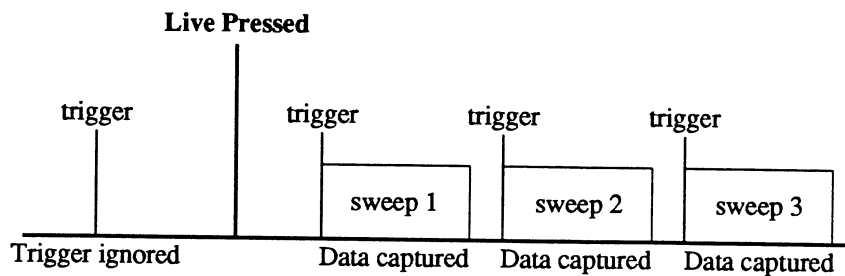 Live Pressed
trigger
trigger
trigger
trigger
sweep 1
sweep 2
sweep 3
Trigger ignored
Data captured
Data captured
Data captured